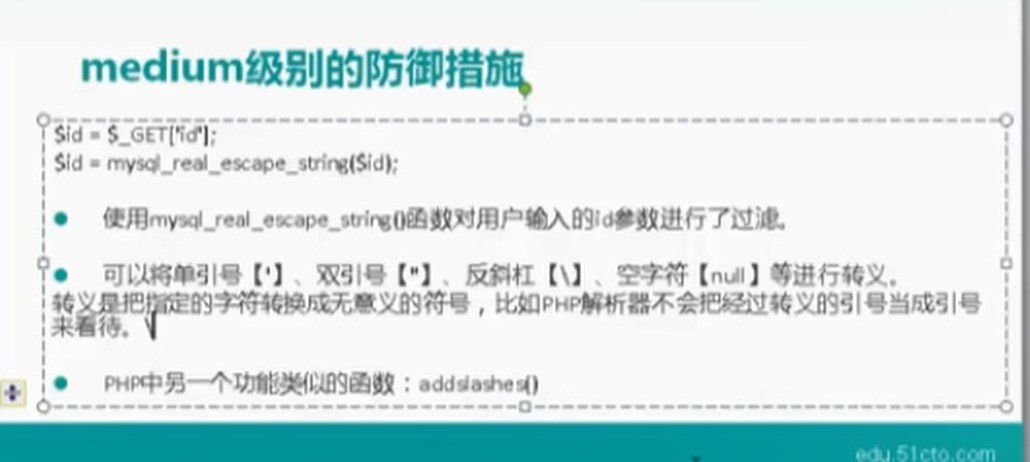 medium级别的防御措施
$id = $_GET['id'];
$id = mysql_real_escape_string($id);
使用mysql_real_escape_string()函数对用户输入的id参数进行了过滤。
可以将单引号【'】、双引号【"】、反斜杠【\】、空字符【null】等进行转义。
转义是把指定的字符转换成无意义的符号，比如PHP解析器不会把经过转义的引号当成引号
来看待。\
PHP中另一个功能类似的函数：addslashes()
edu.51cto.com